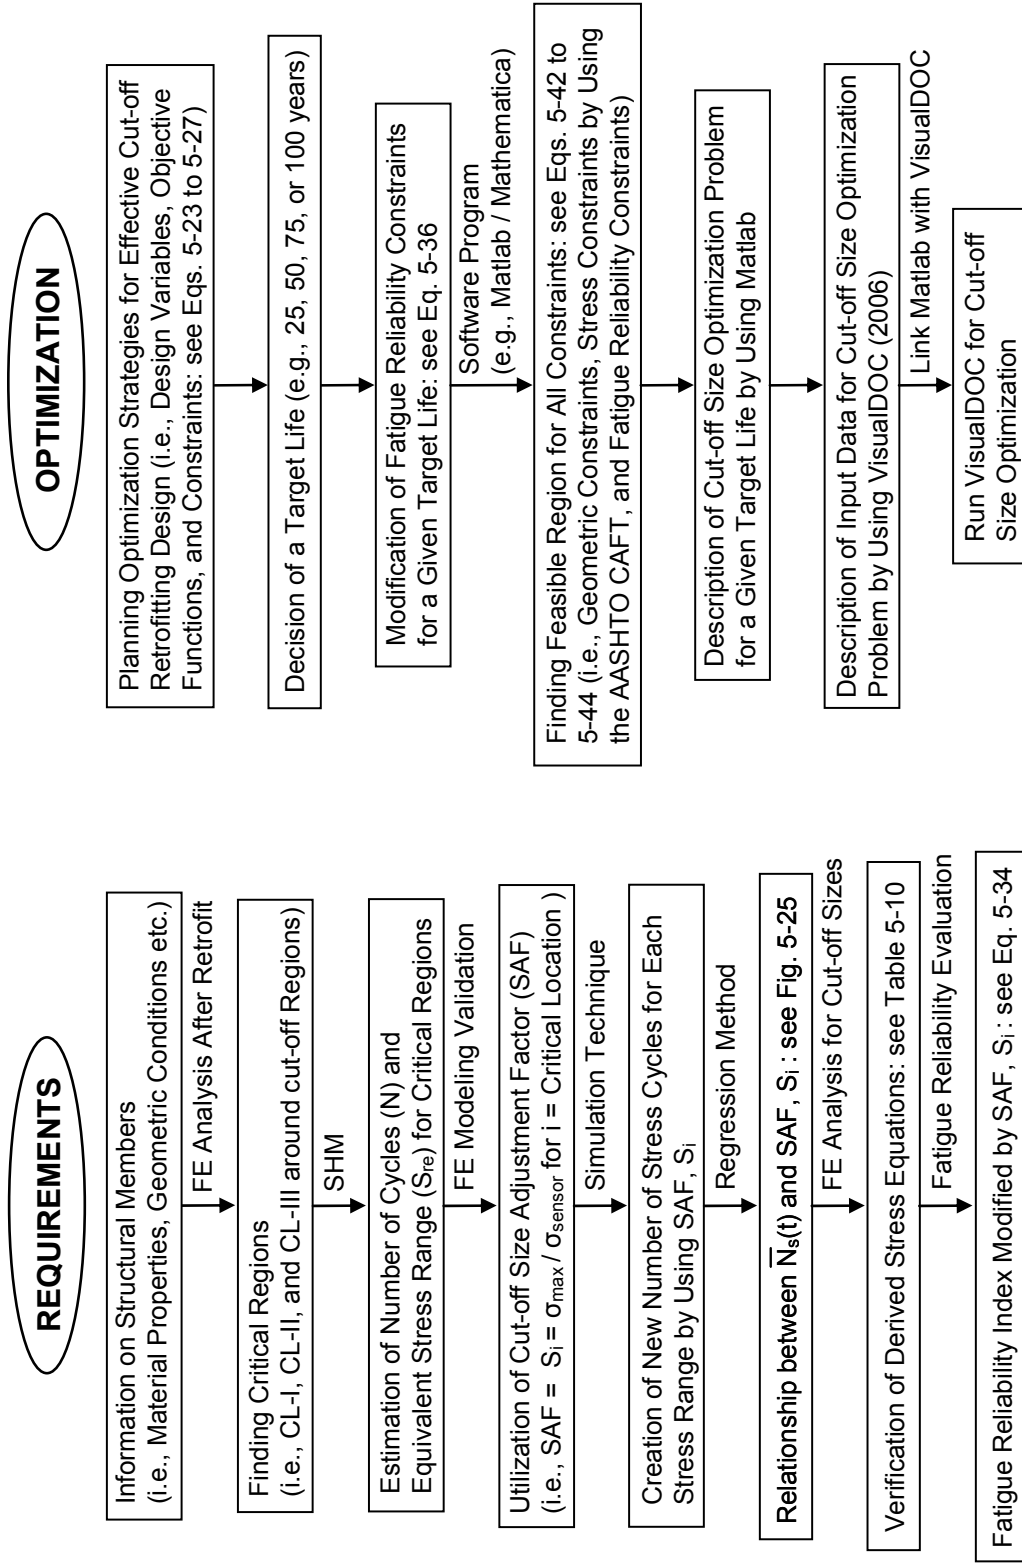 REQUIREMENTS
Information on Structural Members
(i.e., Material Properties, Geometric Conditions etc.)
FE Analysis After Retrofit
Finding Critical Regions
(i.e., CL-I, CL-II, and CL-III around cut-off Regions)
SHM
Estimation of Number of Cycles (N) and
Equivalent Stress Range (Sre) for Critical Regions
FE Modeling Validation
Utilization of Cut-off Size Adjustment Factor (SAF)
(i.e., SAF = Si = σmax / σsensor for i = Critical Location )
Simulation Technique
Creation of New Number of Stress Cycles for Each
Stress Range by Using SAF, Si
Regression Method
Relationship between N̅s(t) and SAF, Si : see Fig. 5-25
FE Analysis for Cut-off Sizes
Verification of Derived Stress Equations: see Table 5-10
Fatigue Reliability Evaluation
Fatigue Reliability Index Modified by SAF, Si : see Eq. 5-34
OPTIMIZATION
Planning Optimization Strategies for Effective Cut-off
Retrofitting Design (i.e., Design Variables, Objective
Functions, and Constraints: see Eqs. 5-23 to 5-27)
Decision of a Target Life (e.g., 25, 50, 75, or 100 years)
Modification of Fatigue Reliability Constraints
for a Given Target Life: see Eq. 5-36
Software Program
(e.g., Matlab / Mathematica)
Finding Feasible Region for All Constraints: see Eqs. 5-42 to
5-44 (i.e., Geometric Constraints, Stress Constraints by Using
the AASHTO CAFT, and Fatigue Reliability Constraints)
Description of Cut-off Size Optimization Problem
for a Given Target Life by Using Matlab
Description of Input Data for Cut-off Size Optimization
Problem by Using VisualDOC (2006)
Link Matlab with VisualDOC
Run VisualDOC for Cut-off
Size Optimization